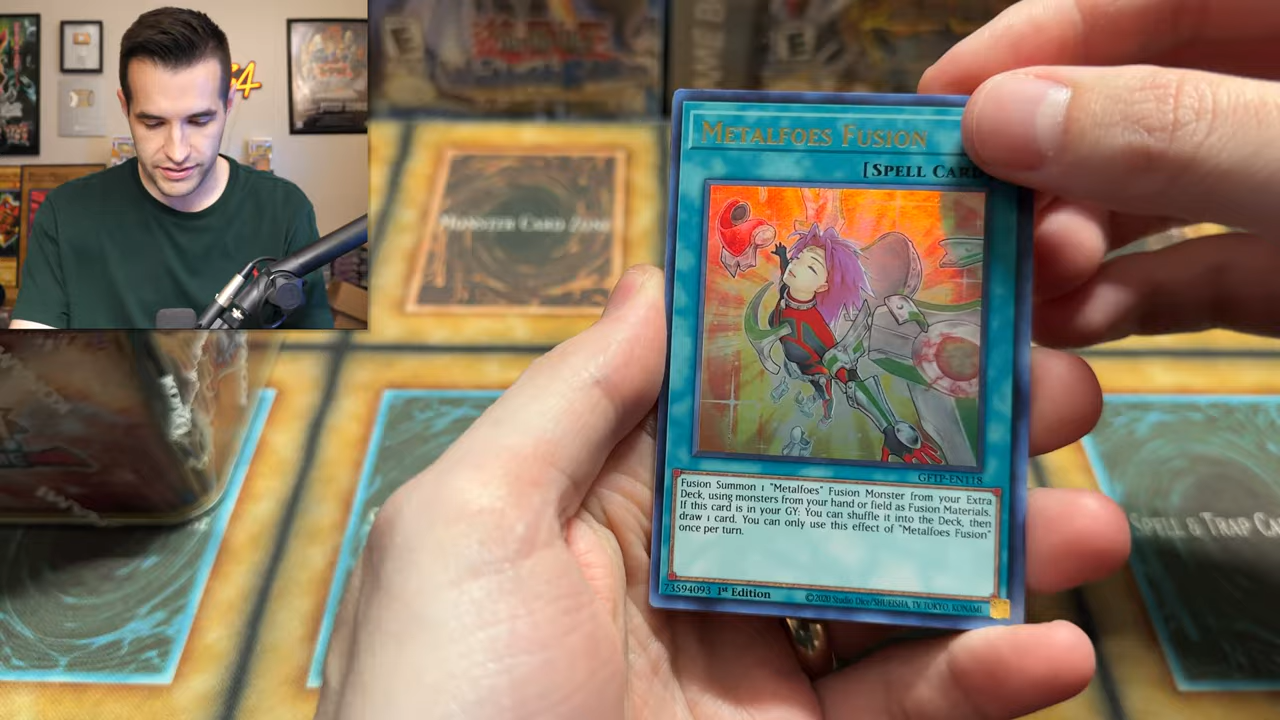 METALFOES FUSION
[SPELL CARD
MONSTER CARD ZONE
GFTP-EN118
Fusion Summon 1 "Metalfoes" Fusion Monster from your Extra
Deck, using monsters from your hand or field as Fusion Materials.
If this card is in your GY: You can shuffle it into the Deck, then
draw 1 card. You can only use this effect of "Metalfoes Fusion"
once per turn.
73594093 1st Edition
©2020 Studio Dice/SHUEISHA, TV TOKYO, KONAMI
SPELL & TRAP CA